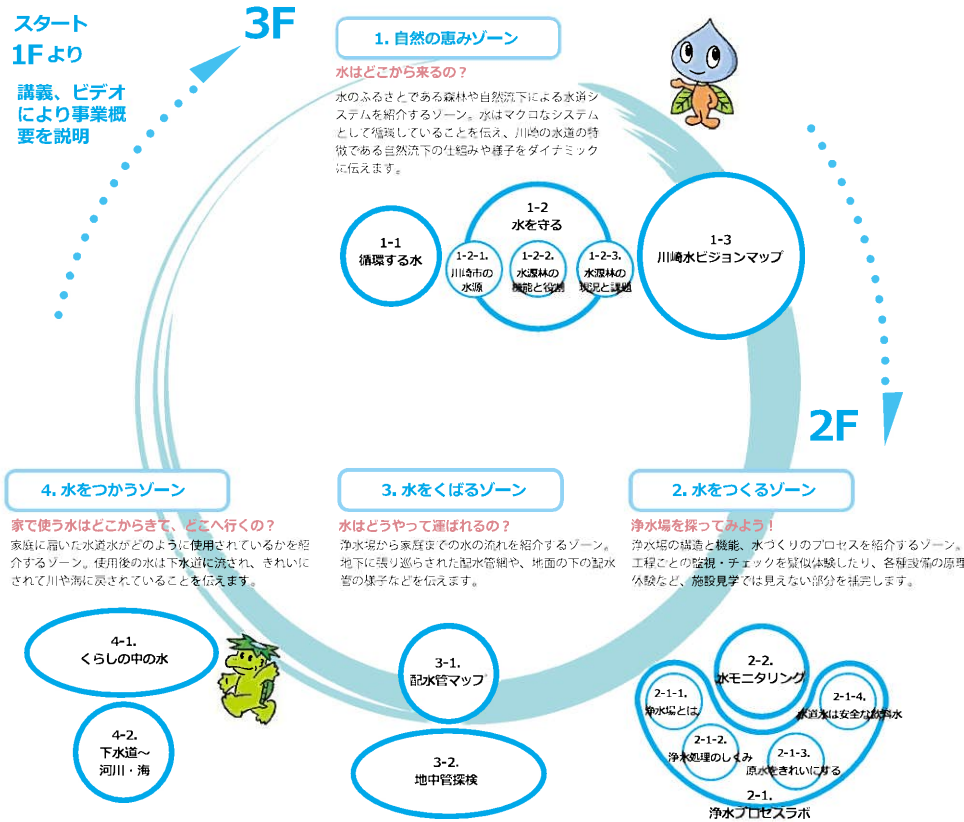 スタート
1Fより
講義、ビデオ
により事業概
要を説明
3F
1. 自然の恵みゾーン
水はどこから来るの？
水のふるさとである森林や自然流下による水道シ
ステムを紹介するゾーン。水はマクロなシステム
として循環していることを伝え、川崎の水道の特
徴である自然流下の仕組みや様子をダイナミック
に伝えます。
1-1
循環する水
1-2
水を守る
1-2-1.
川崎市の
水源
1-2-2.
水源林の
機能と役割
1-2-3.
水源林の
現況と課題
1-3
川崎水ビジョンマップ
2F
2. 水をつくるゾーン
浄水場を探ってみよう！
浄水場の構造と機能、水づくりのプロセスを紹介するゾーン。
工程ごとの監視・チェックを疑似体験したり、各種設備の原理
体験など、施設見学では見えない部分を補完します。
2-2.
水モニタリング
2-1-1.
浄水場とは
2-1-2.
浄水処理のしくみ
2-1-3.
原水をきれいにする
2-1-4.
水道水は安全な飲料水
2-1.
浄水プロセスラボ
3. 水をくばるゾーン
水はどうやって運ばれるの？
浄水場から家庭までの水の流れを紹介するゾーン。
地下に張り巡らされた配水管網や、地面の下の配水
管の様子などを伝えます。
3-1.
配水管マップ
3-2.
地中管探検
4. 水をつかうゾーン
家で使う水はどこからきて、どこへ行くの？
家庭に届いた水道水がどのように使用されているかを紹
介するゾーン。使用後の水は下水道に流され、きれいに
されて川や海に戻されていることを伝えます。
4-1.
くらしの中の水
4-2.
下水道～
河川・海